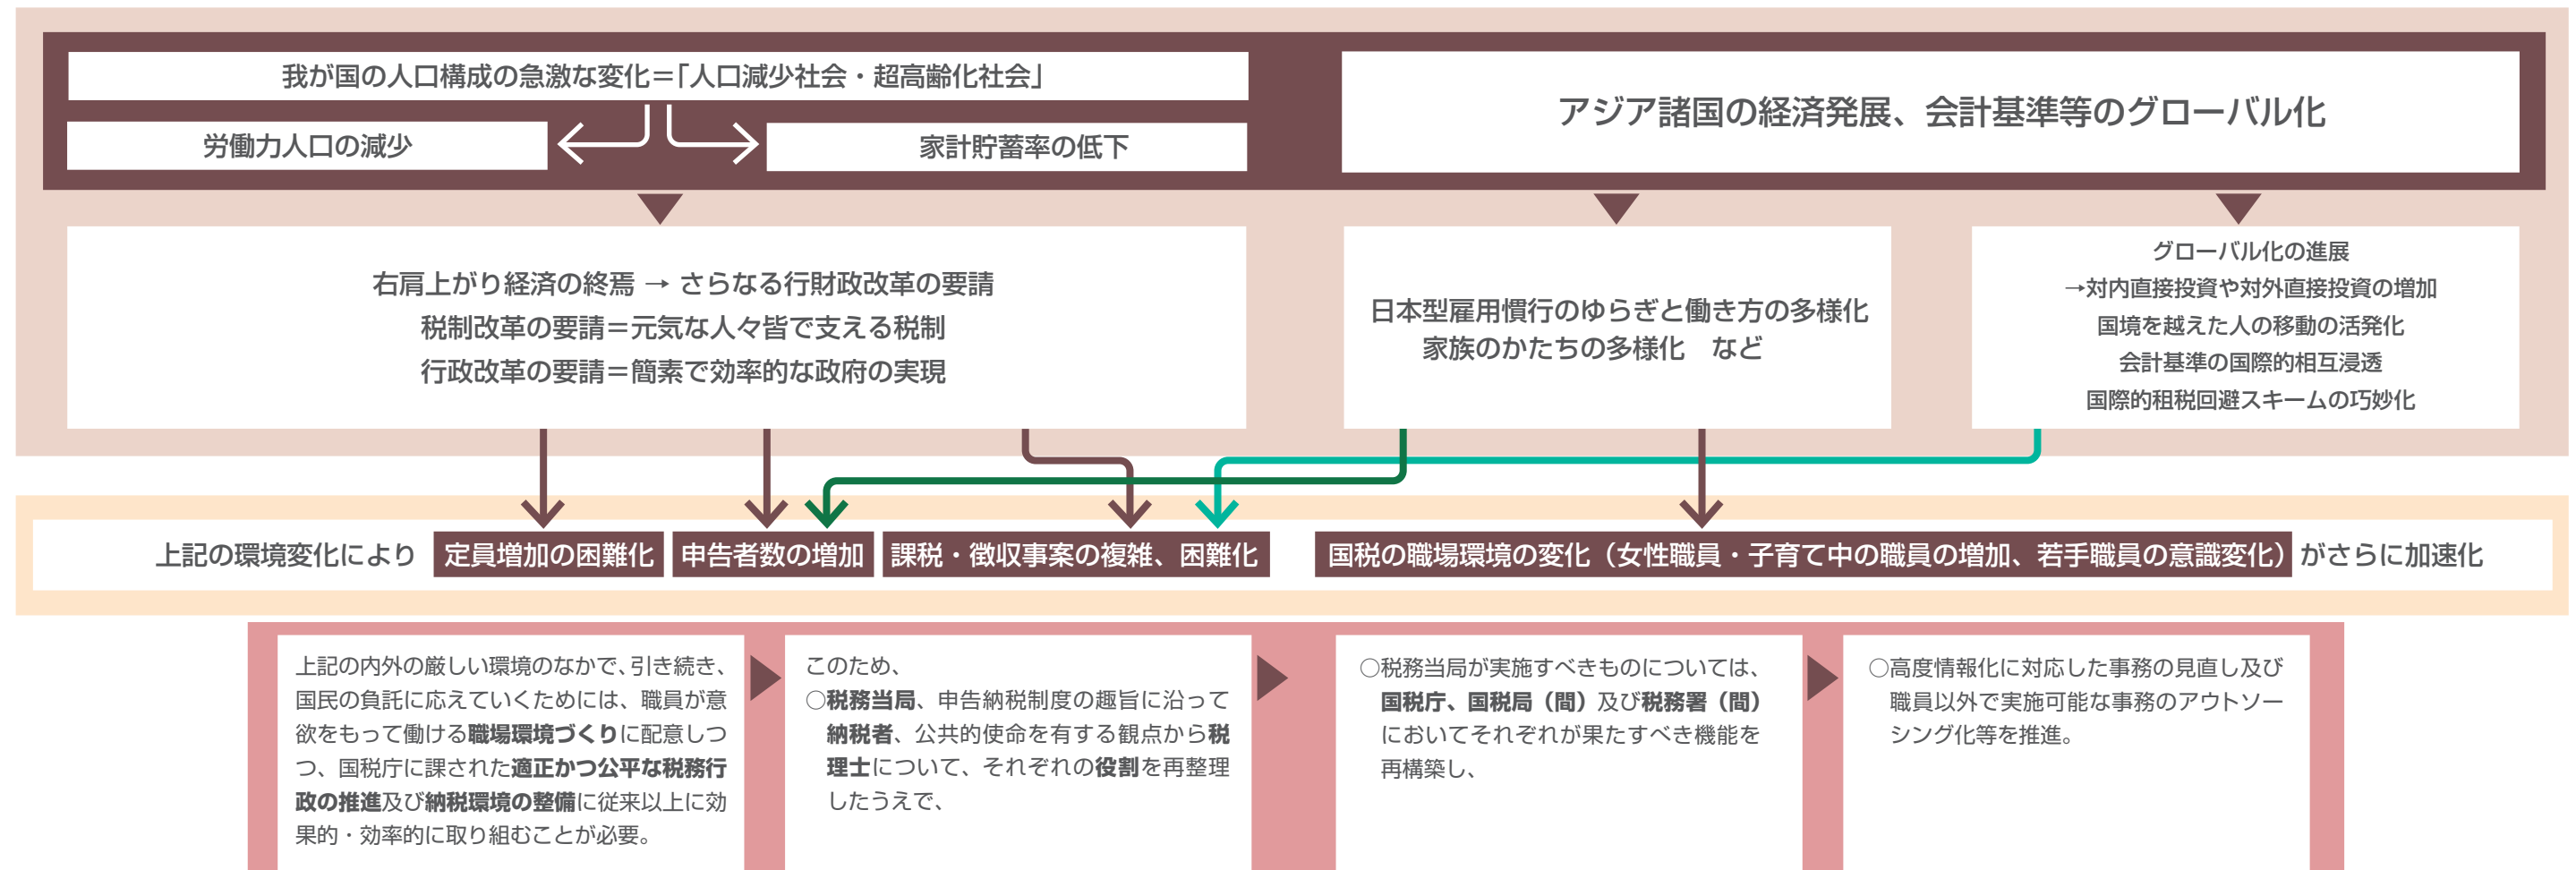 我が国の人口構成の急激な変化＝「人口減少社会・超高齢化社会」
労働力人口の減少
家計貯蓄率の低下
アジア諸国の経済発展、会計基準等のグローバル化
右肩上がり経済の終焉 → さらなる行財政改革の要請
税制改革の要請＝元気な人々皆で支える税制
行政改革の要請＝簡素で効率的な政府の実現
日本型雇用慣行のゆらぎと働き方の多様化
家族のかたちの多様化　など
グローバル化の進展
→対内直接投資や対外直接投資の増加
国境を越えた人の移動の活発化
会計基準の国際的相互浸透
国際的租税回避スキームの巧妙化
上記の環境変化により 定員増加の困難化 申告者数の増加 課税・徴収事案の複雑、困難化 国税の職場環境の変化（女性職員・子育て中の職員の増加、若手職員の意識変化） がさらに加速化
上記の内外の厳しい環境のなかで、引き続き、
国民の負託に応えていくためには、職員が意
欲をもって働ける職場環境づくりに配意しつ
つ、国税庁に課された適正かつ公平な税務行
政の推進及び納税環境の整備に従来以上に効
果的・効率的に取り組むことが必要。
このため、
○税務当局、申告納税制度の趣旨に沿って
納税者、公共的使命を有する観点から税
理士について、それぞれの役割を再整理
したうえで、
○税務当局が実施すべきものについては、
国税庁、国税局（間）及び税務署（間）
においてそれぞれが果たすべき機能を
再構築し、
○高度情報化に対応した事務の見直し及び
職員以外で実施可能な事務のアウトソー
シング化等を推進。